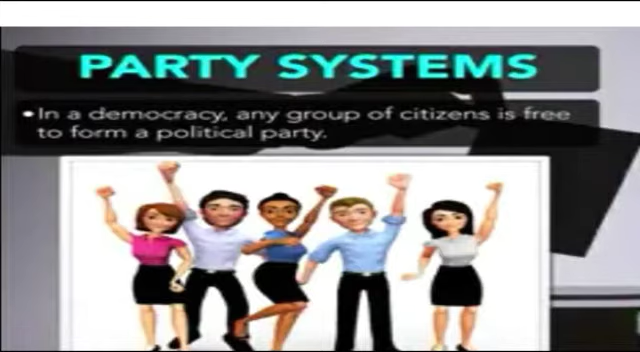 PARTY SYSTEMS
•In a democracy, any group of citizens is free
to form a political party.